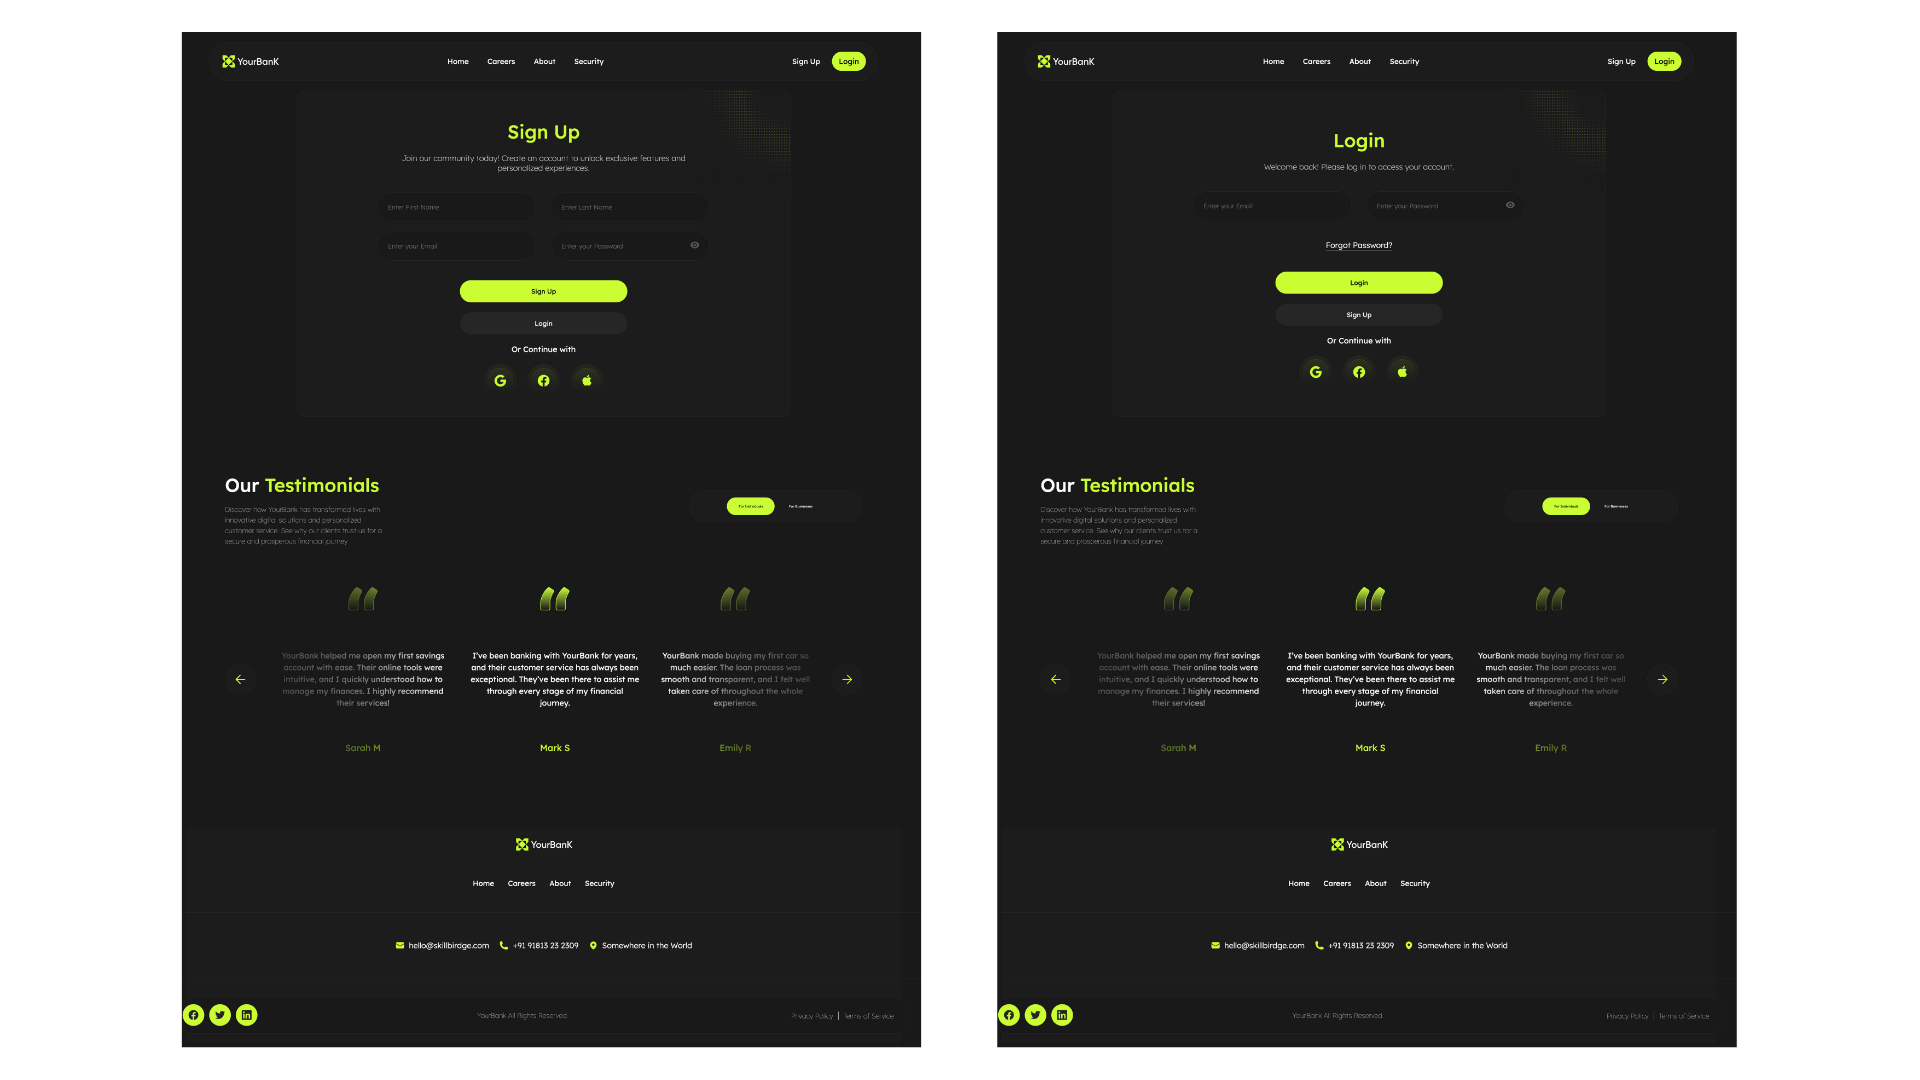 YourBanK
Home Careers About Security
Sign Up Login
Sign Up
Join our community today! Create an account to unlock exclusive features and
personalized experiences.
Enter First Name Enter Last Name
Enter your Email Enter your Password
Sign Up
Login
Or Continue with
Our Testimonials
Discover how YourBank has transformed lives with
innovative digital solutions and personalized
customer service. See why our clients trust us for a
secure and prosperous financial journey
For Individuals For Businesses
YourBank helped me open my first savings
account with ease. Their online tools were
intuitive, and I quickly understood how to
manage my finances. I highly recommend
their services!
Sarah M
I've been banking with YourBank for years,
and their customer service has always been
exceptional. They've been there to assist me
through every stage of my financial
journey.
Mark S
YourBank made buying my first car so
much easier. The loan process was
smooth and transparent, and I felt well
taken care of throughout the whole
experience.
Emily R
YourBanK
Home Careers About Security
hello@skillbirdge.com +91 91813 23 2309 Somewhere in the World
YourBank All Rights Reserved
Privacy Policy | Terms of Service
YourBanK
Home Careers About Security
Sign Up Login
Login
Welcome back! Please log in to access your account.
Enter your Email Enter your Password
Forgot Password?
Login
Sign Up
Or Continue with
Our Testimonials
Discover how YourBank has transformed lives with
innovative digital solutions and personalized
customer service. See why our clients trust us for a
secure and prosperous financial journey
For Individuals For Businesses
YourBank helped me open my first savings
account with ease. Their online tools were
intuitive, and I quickly understood how to
manage my finances. I highly recommend
their services!
Sarah M
I've been banking with YourBank for years,
and their customer service has always been
exceptional. They've been there to assist me
through every stage of my financial
journey.
Mark S
YourBank made buying my first car so
much easier. The loan process was
smooth and transparent, and I felt well
taken care of throughout the whole
experience.
Emily R
YourBanK
Home Careers About Security
hello@skillbirdge.com +91 91813 23 2309 Somewhere in the World
YourBank All Rights Reserved
Privacy Policy | Terms of Service